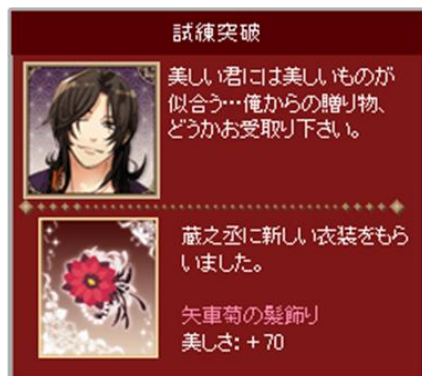 試練突破
美しい君には美しいものが
似合う…俺からの贈り物、
どうかお受取り下さい。
蔵之丞に新しい衣装をもら
いました。
矢車菊の髪飾り
美しさ:+70